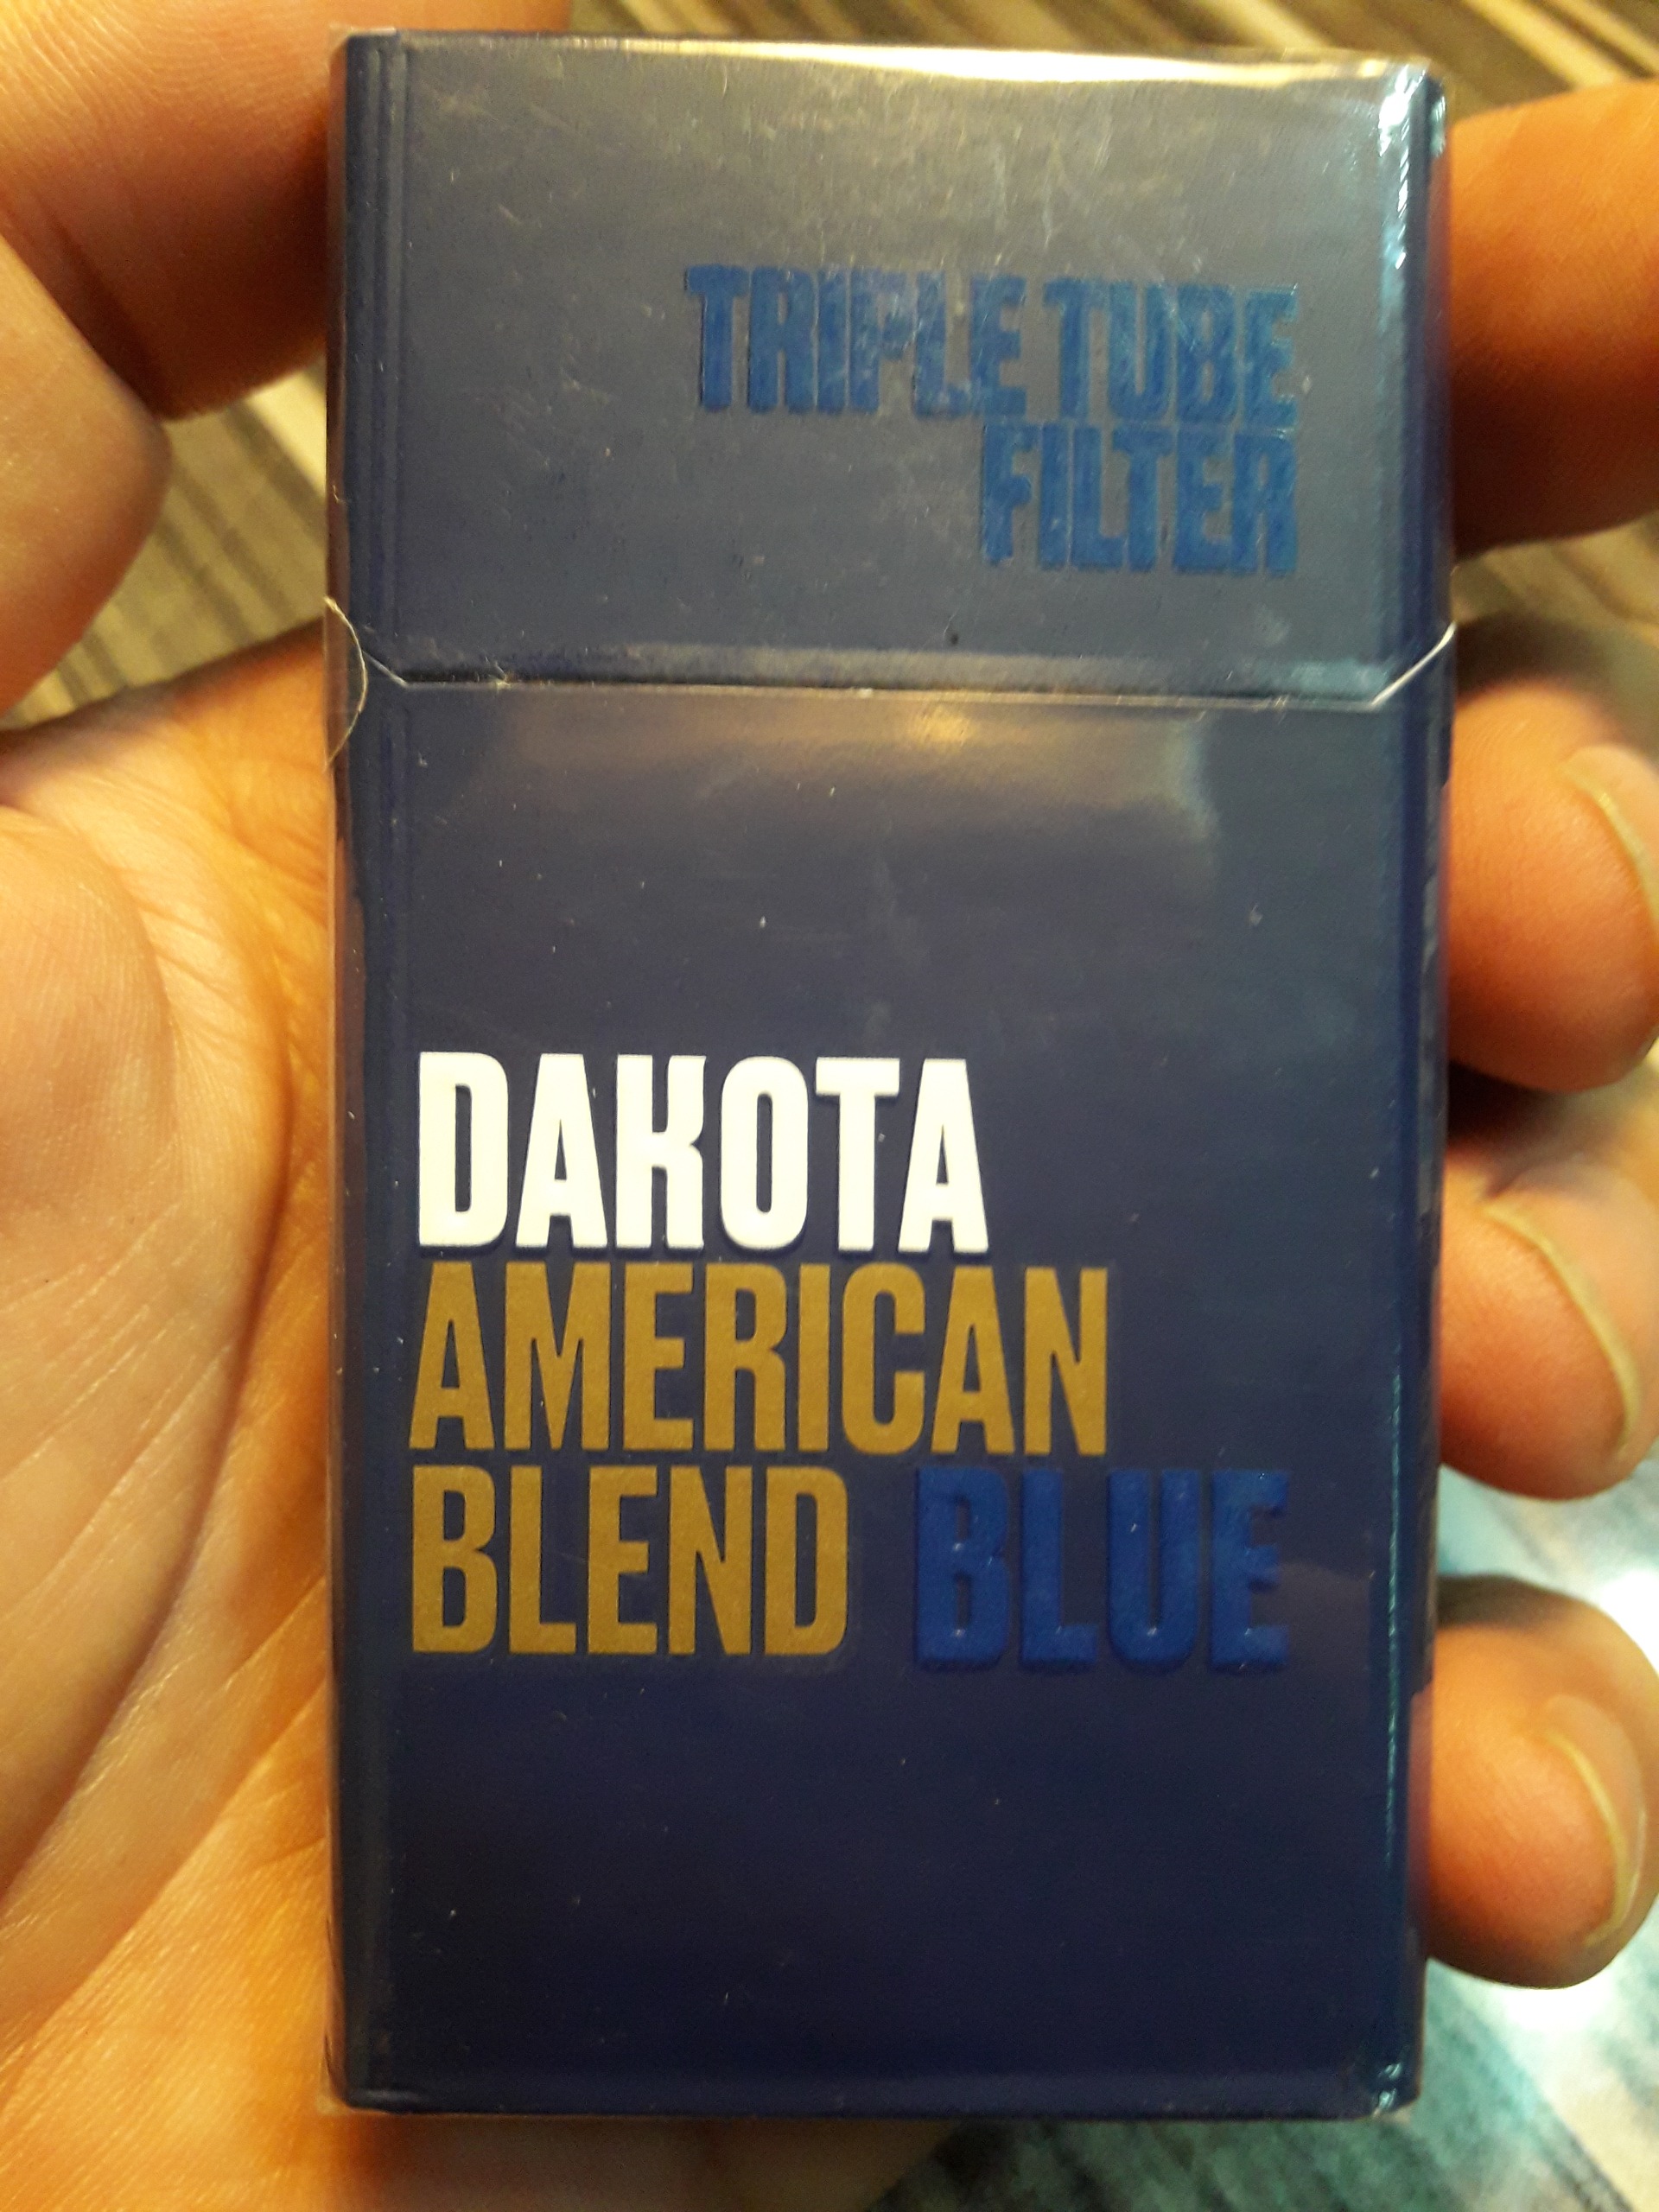 TRIPLE TUBE
FILTER
DAKOTA
AMERICAN
BLEND BLUE